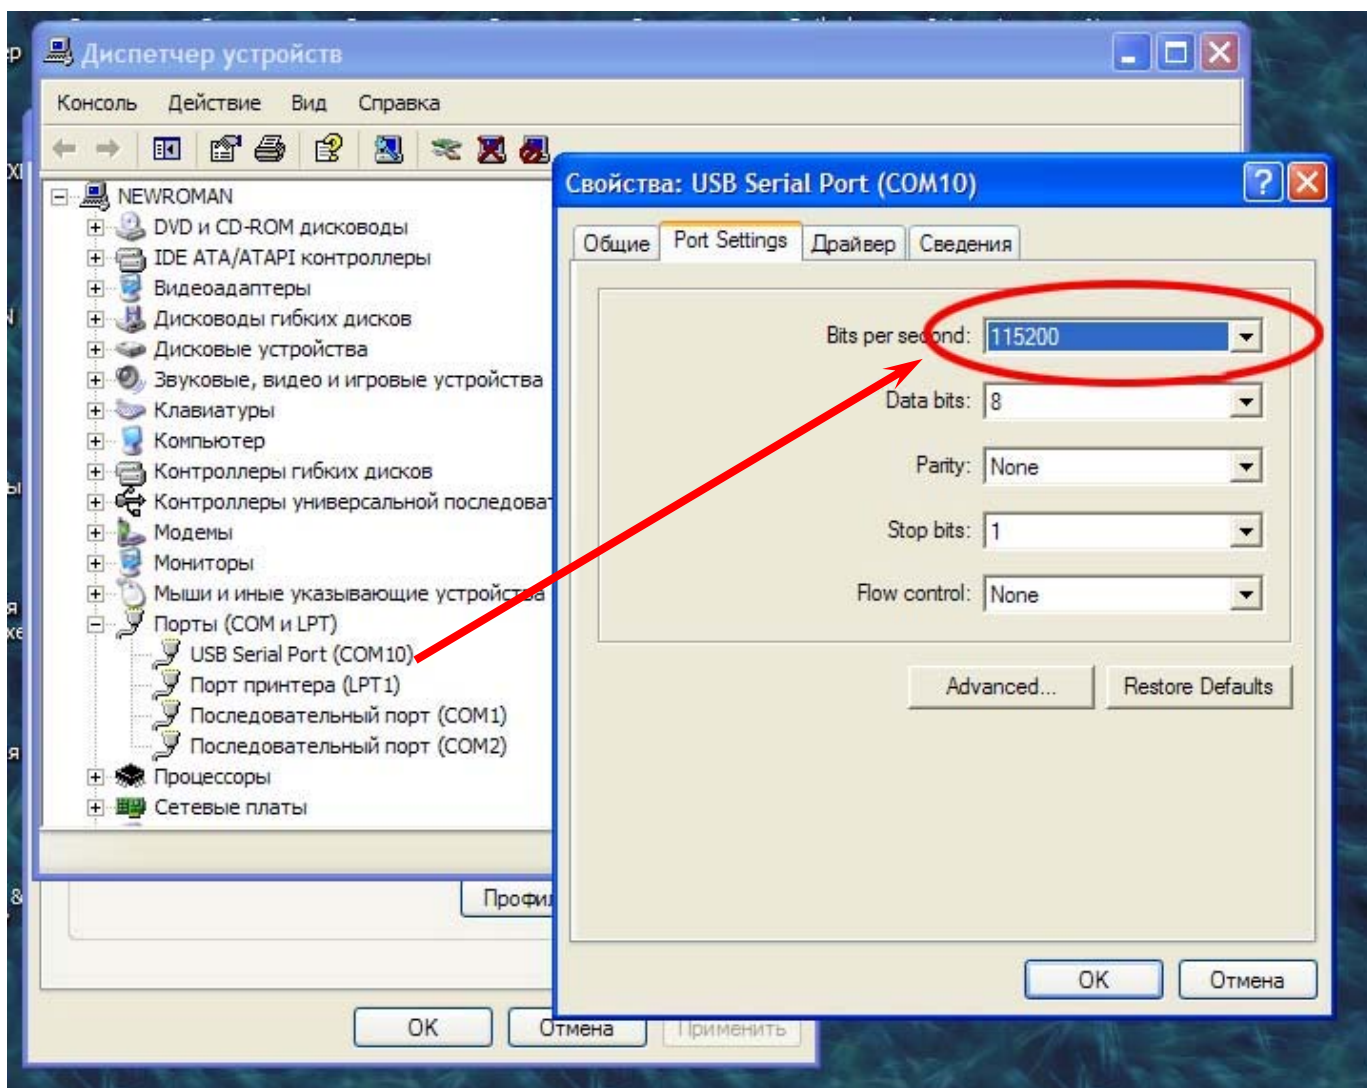 Диспетчер устройств
Консоль Действие Вид Справка
NEWROMAN
DVD и CD-ROM дисководы
IDE ATA/ATAPI контроллеры
Видеоадаптеры
Дисководы гибких дисков
Дисковые устройства
Звуковые, видео и игровые устройства
Клавиатуры
Компьютер
Контроллеры гибких дисков
Контроллеры универсальной последоват
Модемы
Мониторы
Мыши и иные указывающие устройства
Порты (COM и LPT)
USB Serial Port (COM10)
Порт принтера (LPT1)
Последовательный порт (COM1)
Последовательный порт (COM2)
Процессоры
Сетевые платы
Профил
OK Отмена Применить
Свойства: USB Serial Port (COM10)
Общие Port Settings Драйвер Сведения
Bits per second: 115200
Data bits: 8
Parity: None
Stop bits: 1
Flow control: None
Advanced... Restore Defaults
OK Отмена